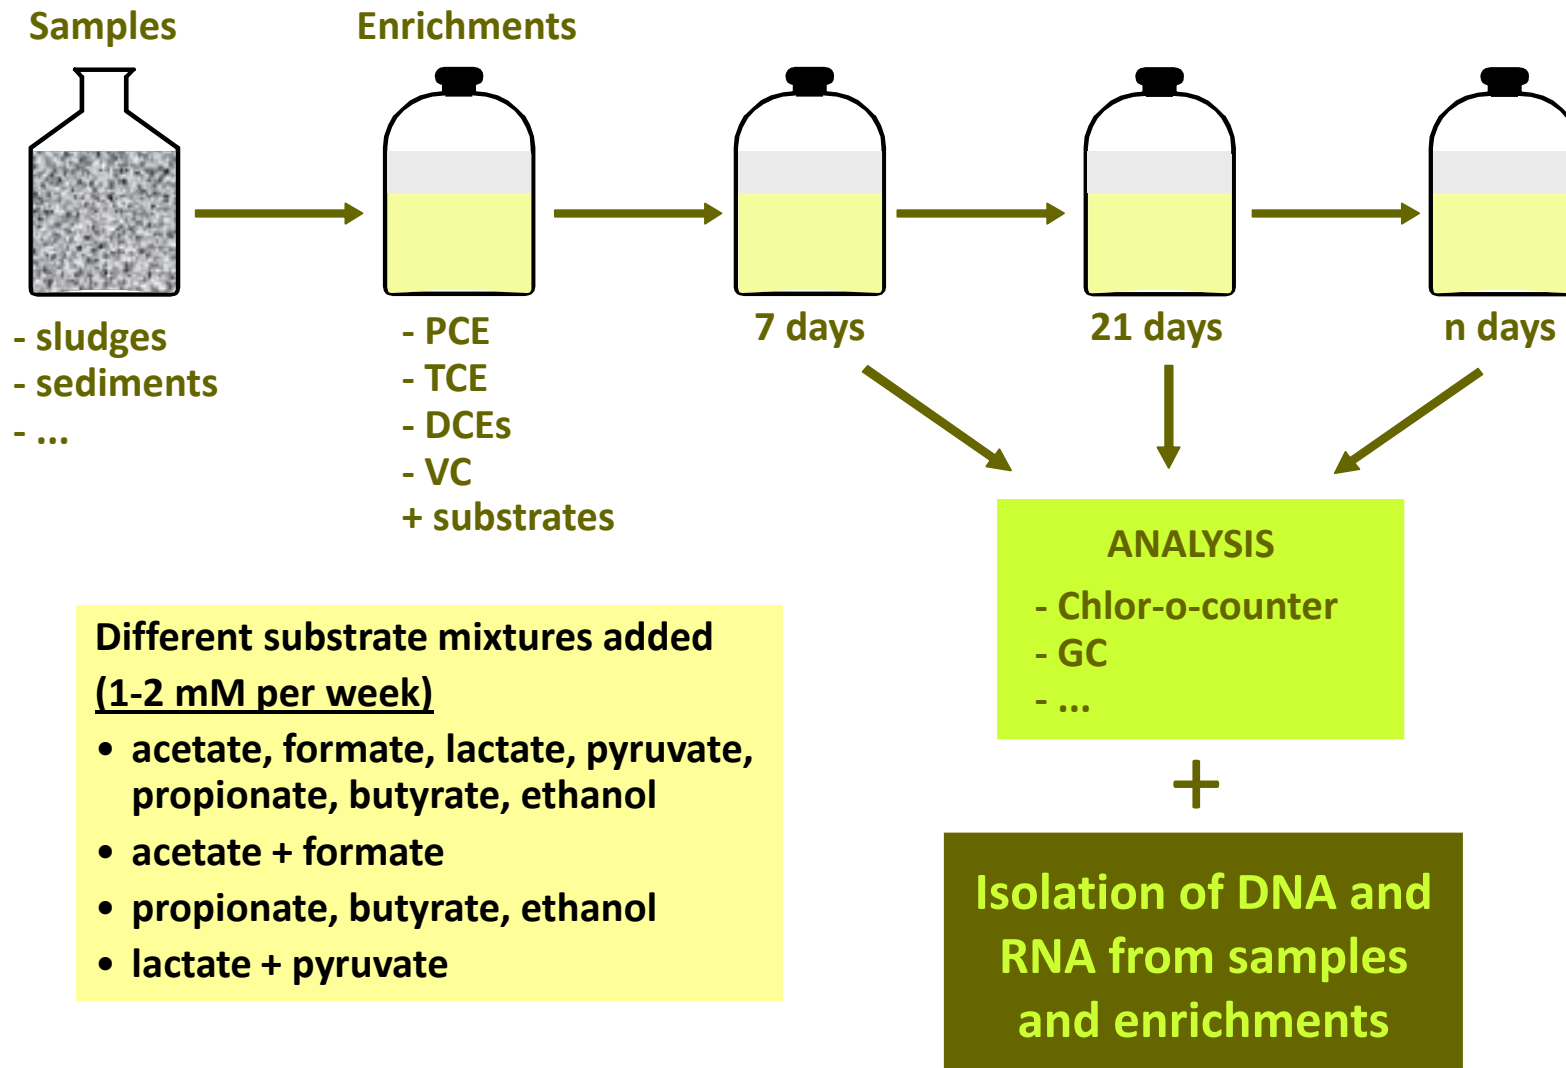 Samples
Enrichments
- sludges
- sediments
- ...
- PCE
- TCE
- DCEs
- VC
+ substrates
7 days
21 days
n days
ANALYSIS
- Chlor-o-counter
- GC
- ...
+
Isolation of DNA and
RNA from samples
and enrichments
Different substrate mixtures added
(1-2 mM per week)
• acetate, formate, lactate, pyruvate,
propionate, butyrate, ethanol
• acetate + formate
• propionate, butyrate, ethanol
• lactate + pyruvate